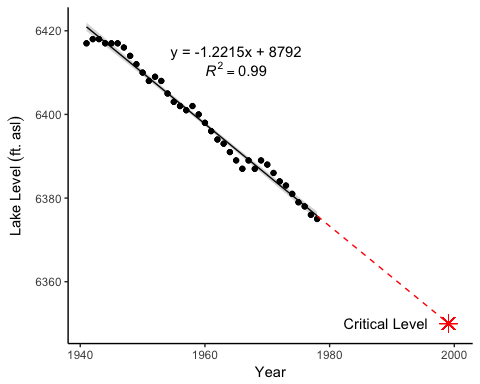 6420
6400
6380
6360
1940
1960
1980
2000
Lake Level (ft. asl)
Year
y = -1.2215x + 8792
R² = 0.99
Critical Level